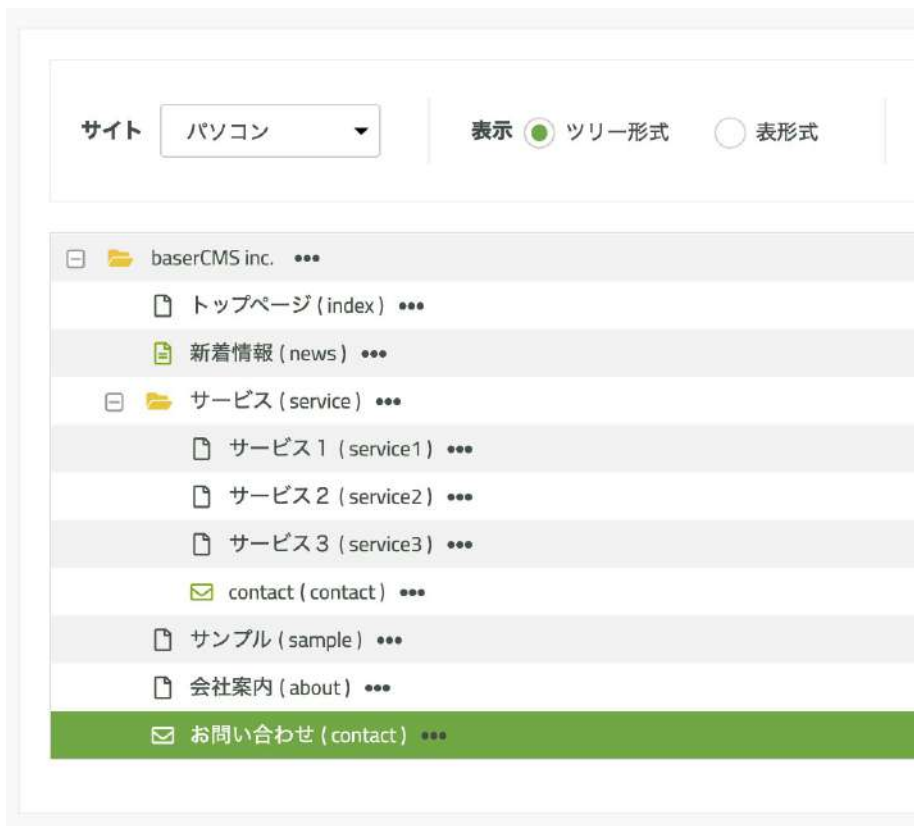 サイト パソコン 表示 ツリー形式 表形式
baserCMS inc. •••
トップページ ( index ) •••
新着情報 ( news ) •••
サービス ( service ) •••
サービス１ ( service1 ) •••
サービス２ ( service2 ) •••
サービス３ ( service3 ) •••
contact ( contact ) •••
サンプル ( sample ) •••
会社案内 ( about ) •••
お問い合わせ ( contact ) •••